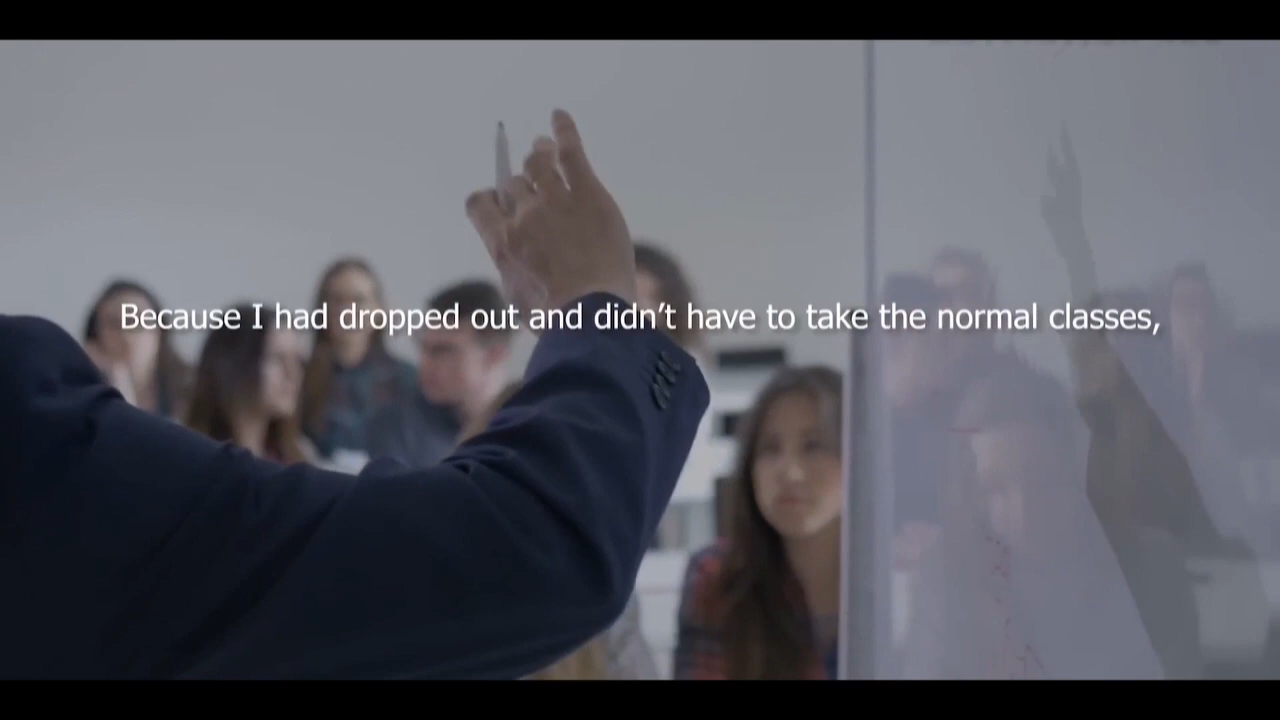 Because I had dropped out and didn’t have to take the normal classes,